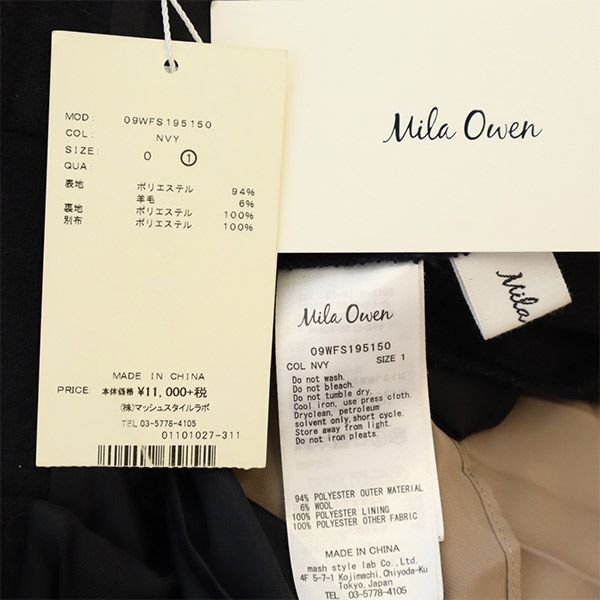 MOD: 09WFS195150
COL: NVY
SIZE: 0 ①
QUA:
表地 ポリエステル 94%
羊毛 6%
裏地 ポリエステル 100%
別布 ポリエステル 100%
MADE IN CHINA
PRICE: 本体価格 ¥11,000+税
(株)マッシュスタイルラボ
TEL 03-5778-4105
01101027-311
Mila Owen
Mila
Mila Owen
09WFS195150
COL NVY SIZE 1
Do not wash.
Do not bleach.
Do not tumble dry.
Cool iron, use press cloth.
Dryclean, petroleum
solvent only, short cycle.
Store away from light.
Do not iron pleats.
94% POLYESTER OUTER MATERIAL
6% WOOL
100% POLYESTER LINING
100% POLYESTER OTHER FABRIC
MADE IN CHINA
mash style lab Co.,Ltd.
4F 5-7-1 Kojimachi,Chiyoda-Ku
Tokyo,Japan
TEL 03-5778-4105